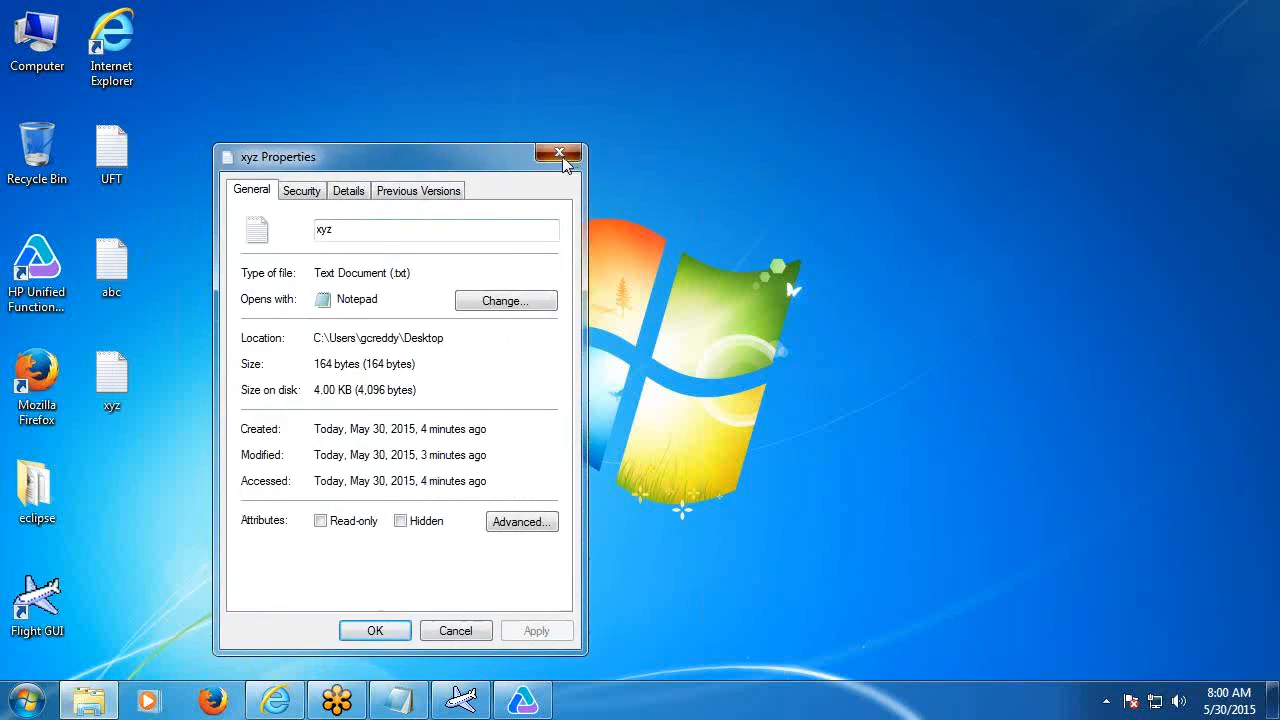 Computer
Internet
Explorer
Recycle Bin
UFT
HP Unified
Function...
abc
Mozilla
Firefox
xyz
eclipse
Flight GUI
xyz Properties
General Security Details Previous Versions
xyz
Type of file: Text Document (.txt)
Opens with: Notepad Change...
Location: C:\Users\gcreddy\Desktop
Size: 164 bytes (164 bytes)
Size on disk: 4.00 KB (4,096 bytes)
Created: Today, May 30, 2015, 4 minutes ago
Modified: Today, May 30, 2015, 3 minutes ago
Accessed: Today, May 30, 2015, 4 minutes ago
Attributes: Read-only Hidden Advanced...
OK Cancel Apply
8:00 AM
5/30/2015